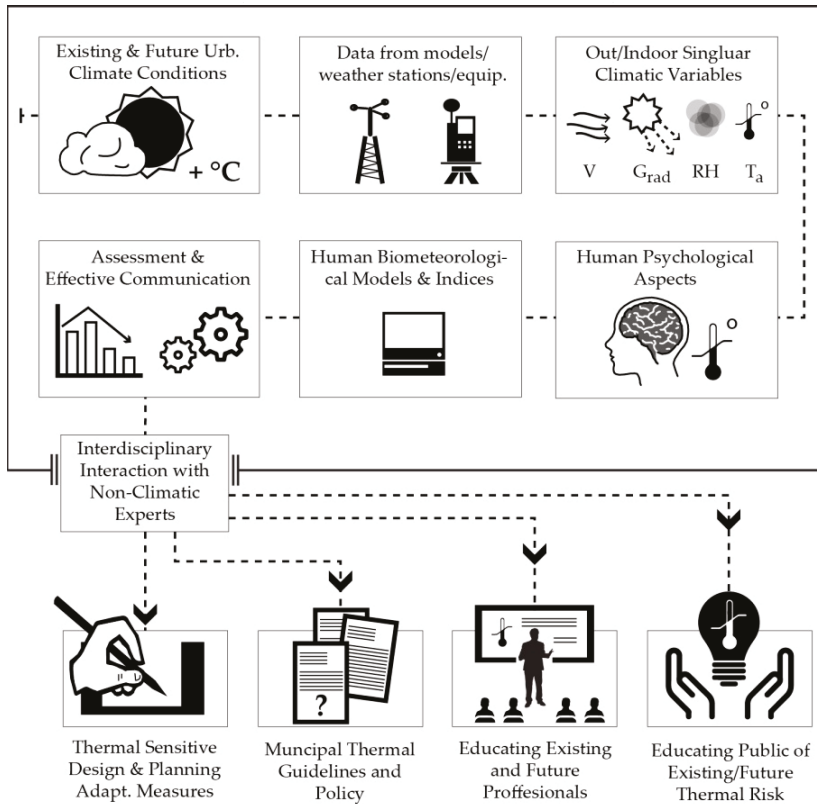 Existing & Future Urb.
Climate Conditions
+ °C
Data from models/
weather stations/equip.
Out/Indoor Singluar
Climatic Variables
V
Grad
RH
Ta
Assessment &
Effective Communication
Human Biometeorologi-
cal Models & Indices
Human Psychological
Aspects
Interdisciplinary
Interaction with
Non-Climatic
Experts
?
Thermal Sensitive
Design & Planning
Adapt. Measures
Muncipal Thermal
Guidelines and
Policy
Educating Existing
and Future
Proffesionals
Educating Public of
Existing/Future
Thermal Risk